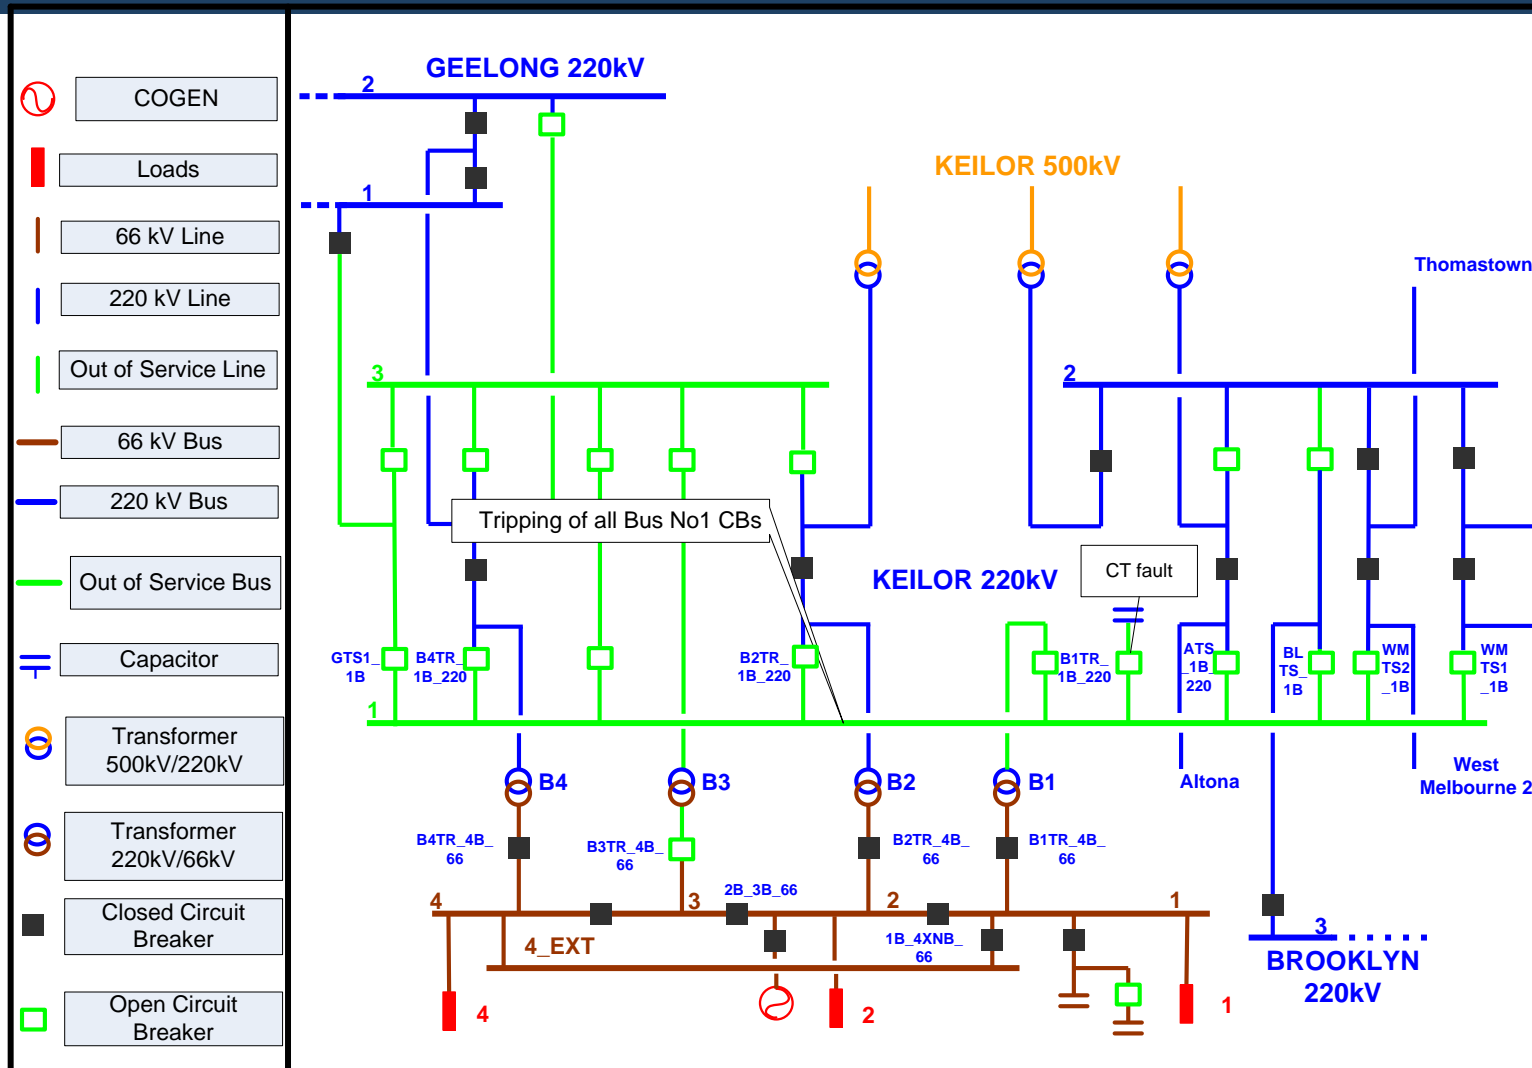 COGEN
Loads
66 kV Line
220 kV Line
Out of Service Line
66 kV Bus
220 kV Bus
Out of Service Bus
Capacitor
Transformer
500kV/220kV
Transformer
220kV/66kV
Closed Circuit
Breaker
Open Circuit
Breaker
GEELONG 220kV
2
1
KEILOR 500kV
Thomastown
3
2
Tripping of all Bus No1 CBs
KEILOR 220kV
CT fault
GTS1_
1B
B4TR_
1B_220
B2TR_
1B_220
B1TR_
1B_220
ATS
_1B_
220
BL
TS_
1B
WM
TS2
_1B
WM
TS1
_1B
1
B4
B3
B2
B1
Altona
West
Melbourne 2
B4TR_4B_
66
B3TR_4B_
66
B2TR_4B_
66
B1TR_4B_
66
4
3
2B_3B_66
2
1
4_EXT
1B_4XNB_
66
3
BROOKLYN
220kV
4
2
1